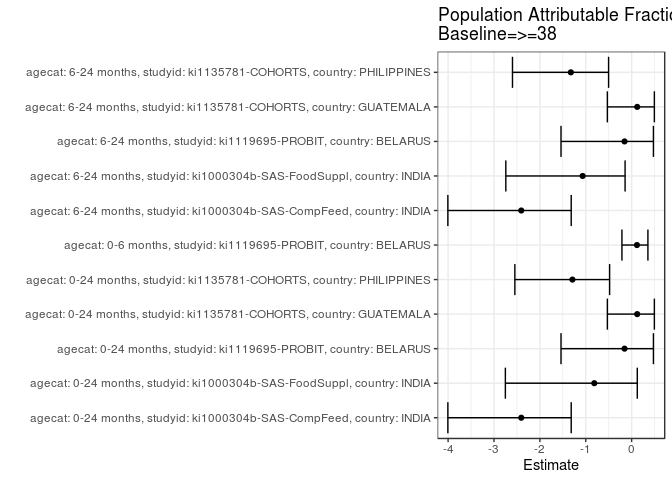 Population Attributable Fractio
Baseline=>=38
agecat: 6-24 months, studyid: ki1135781-COHORTS, country: PHILIPPINES
agecat: 6-24 months, studyid: ki1135781-COHORTS, country: GUATEMALA
agecat: 6-24 months, studyid: ki1119695-PROBIT, country: BELARUS
agecat: 6-24 months, studyid: ki1000304b-SAS-FoodSuppl, country: INDIA
agecat: 6-24 months, studyid: ki1000304b-SAS-CompFeed, country: INDIA
agecat: 0-6 months, studyid: ki1119695-PROBIT, country: BELARUS
agecat: 0-24 months, studyid: ki1135781-COHORTS, country: PHILIPPINES
agecat: 0-24 months, studyid: ki1135781-COHORTS, country: GUATEMALA
agecat: 0-24 months, studyid: ki1119695-PROBIT, country: BELARUS
agecat: 0-24 months, studyid: ki1000304b-SAS-FoodSuppl, country: INDIA
agecat: 0-24 months, studyid: ki1000304b-SAS-CompFeed, country: INDIA
-4 -3 -2 -1 0
Estimate